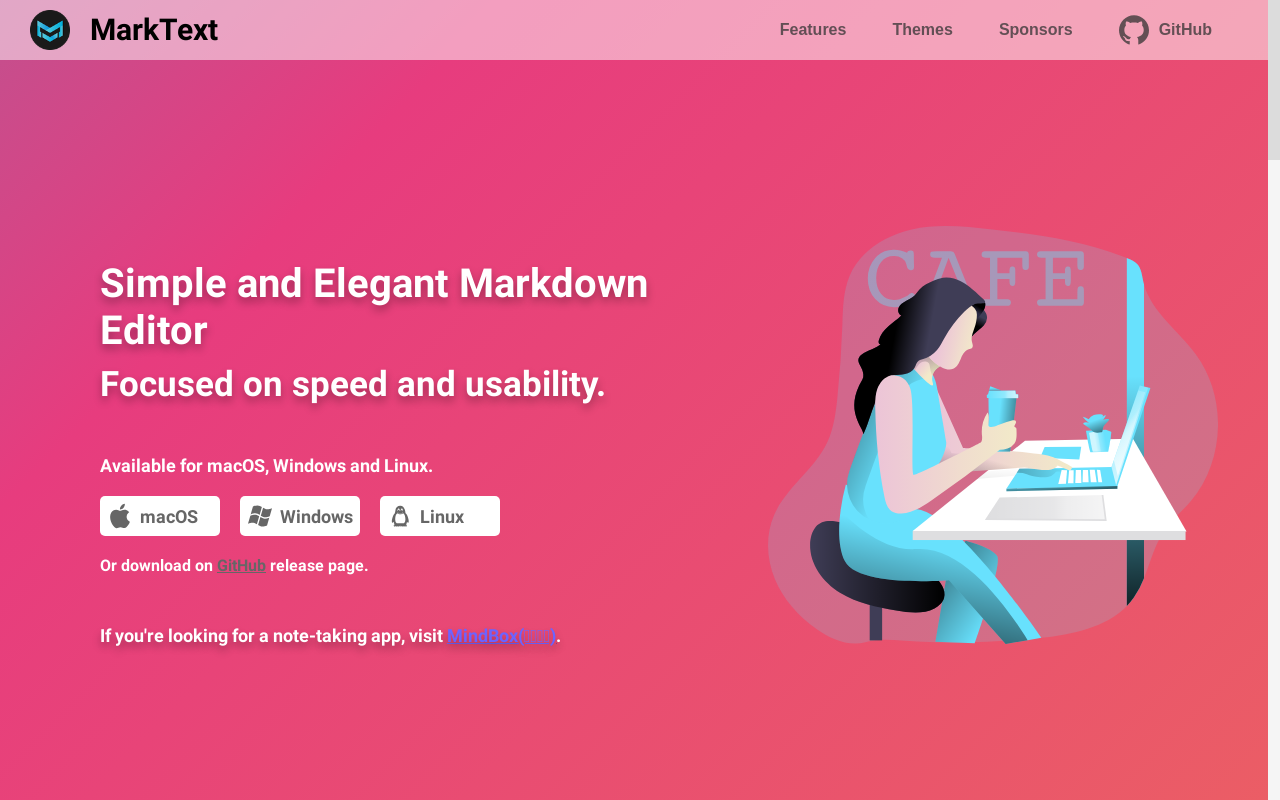 MarkText
Features
Themes
Sponsors
GitHub
CAFE
Simple and Elegant Markdown
Editor
Focused on speed and usability.
Available for macOS, Windows and Linux.
macOS
Windows
Linux
Or download on GitHub release page.
If you're looking for a note-taking app, visit MindBox().